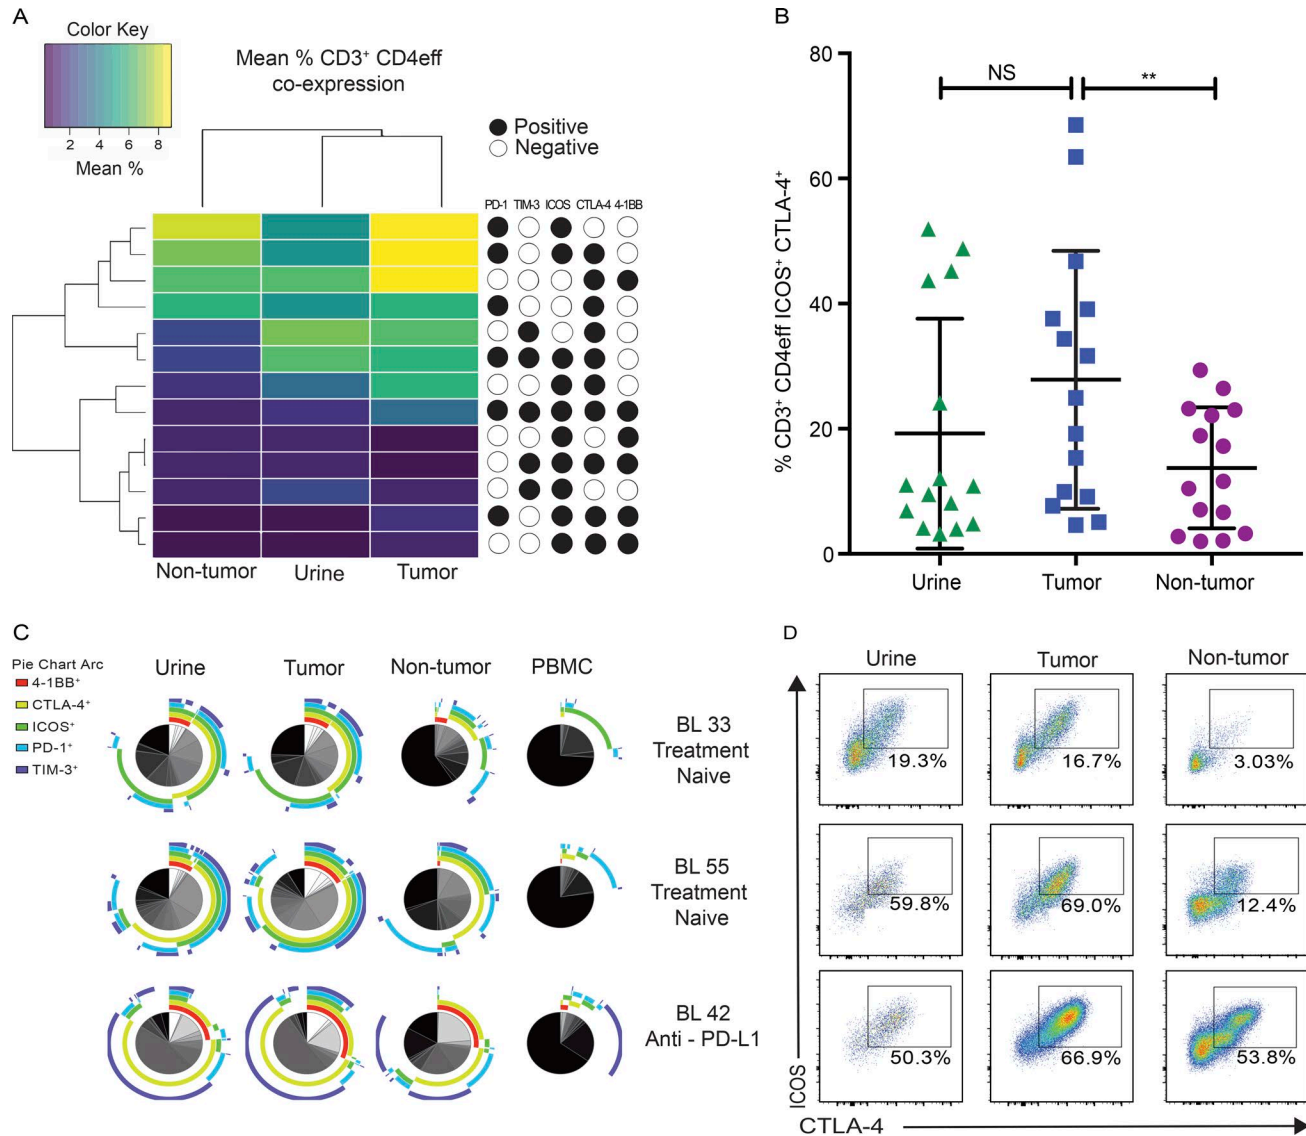 A
Color Key
2 4 6 8
Mean %
Mean % CD3⁺ CD4eff
co-expression
Positive
Negative
PD-1 TIM-3 ICOS CTLA-4 4-1BB
Non-tumor Urine Tumor
B
% CD3⁺ CD4eff ICOS⁺ CTLA-4⁺
80
60
40
20
0
NS **
Urine Tumor Non-tumor
C
Pie Chart Arc
4-1BB⁺
CTLA-4⁺
ICOS⁺
PD-1⁺
TIM-3⁺
Urine Tumor Non-tumor PBMC
BL 33
Treatment
Naive
BL 55
Treatment
Naive
BL 42
Anti - PD-L1
D
Urine Tumor Non-tumor
19.3% 16.7% 3.03%
59.8% 69.0% 12.4%
50.3% 66.9% 53.8%
ICOS
CTLA-4